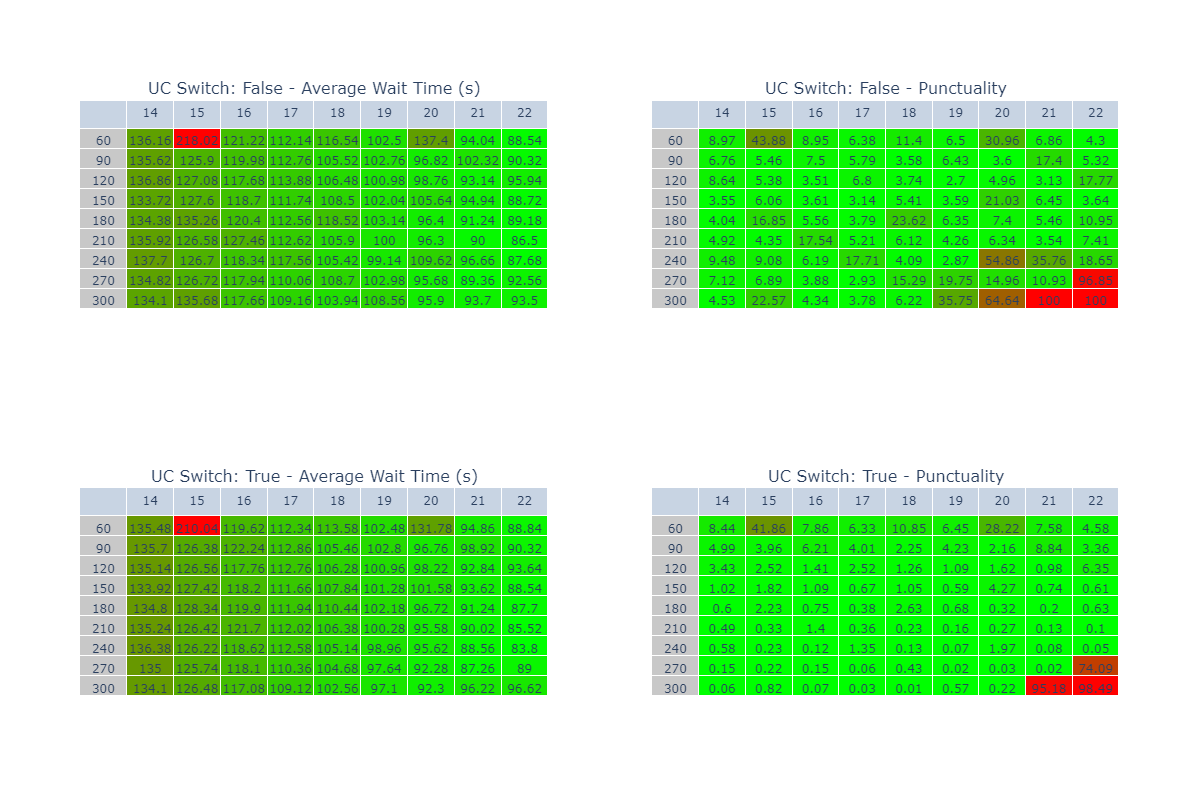 UC Switch: False - Average Wait Time (s)
14 15 16 17 18 19 20 21 22
60 136.16 218.02 121.22 112.14 116.54 102.5 137.4 94.04 88.54
90 135.62 125.9 119.98 112.76 105.52 102.76 96.82 102.32 90.32
120 136.86 127.08 117.68 113.88 106.48 100.98 98.76 93.14 95.94
150 133.72 127.6 118.7 111.74 108.5 102.04 105.64 94.94 88.72
180 134.38 135.26 120.4 112.56 118.52 103.14 96.4 91.24 89.18
210 135.92 126.58 127.46 112.62 105.9 100 96.3 90 86.5
240 137.7 126.7 118.34 117.56 105.42 99.14 109.62 96.66 87.68
270 134.82 126.72 117.94 110.06 108.7 102.98 95.68 89.36 92.56
300 134.1 135.68 117.66 109.16 103.94 108.56 95.9 93.7 93.5
UC Switch: False - Punctuality
14 15 16 17 18 19 20 21 22
60 8.97 43.88 8.95 6.38 11.4 6.5 30.96 6.86 4.3
90 6.76 5.46 7.5 5.79 3.58 6.43 3.6 17.4 5.32
120 8.64 5.38 3.51 6.8 3.74 2.7 4.96 3.13 17.77
150 3.55 6.06 3.61 3.14 5.41 3.59 21.03 6.45 3.64
180 4.04 16.85 5.56 3.79 23.62 6.35 7.4 5.46 10.95
210 4.92 4.35 17.54 5.21 6.12 4.26 6.34 3.54 7.41
240 9.48 9.08 6.19 17.71 4.09 2.87 54.86 35.76 18.65
270 7.12 6.89 3.88 2.93 15.29 19.75 14.96 10.93 96.85
300 4.53 22.57 4.34 3.78 6.22 35.75 64.64 100 100
UC Switch: True - Average Wait Time (s)
14 15 16 17 18 19 20 21 22
60 135.48 210.04 119.62 112.34 113.58 102.48 131.78 94.86 88.84
90 135.7 126.38 122.24 112.86 105.46 102.8 96.76 98.92 90.32
120 135.14 126.56 117.76 112.76 106.28 100.96 98.22 92.84 93.64
150 133.92 127.42 118.2 111.66 107.84 101.28 101.58 93.62 88.54
180 134.8 128.34 119.9 111.94 110.44 102.18 96.72 91.24 87.7
210 135.24 126.42 121.7 112.02 106.38 100.28 95.58 90.02 85.52
240 136.38 126.22 118.62 112.58 105.14 98.96 95.62 88.56 83.8
270 135 125.74 118.1 110.36 104.68 97.64 92.28 87.26 89
300 134.1 126.48 117.08 109.12 102.56 97.1 92.3 96.22 96.62
UC Switch: True - Punctuality
14 15 16 17 18 19 20 21 22
60 8.44 41.86 7.86 6.33 10.85 6.45 28.22 7.58 4.58
90 4.99 3.96 6.21 4.01 2.25 4.23 2.16 8.84 3.36
120 3.43 2.52 1.41 2.52 1.26 1.09 1.62 0.98 6.35
150 1.02 1.82 1.09 0.67 1.05 0.59 4.27 0.74 0.61
180 0.6 2.23 0.75 0.38 2.63 0.68 0.32 0.2 0.63
210 0.49 0.33 1.4 0.36 0.23 0.16 0.27 0.13 0.1
240 0.58 0.23 0.12 1.35 0.13 0.07 1.97 0.08 0.05
270 0.15 0.22 0.15 0.06 0.43 0.02 0.03 0.02 74.09
300 0.06 0.82 0.07 0.03 0.01 0.57 0.22 95.18 98.49